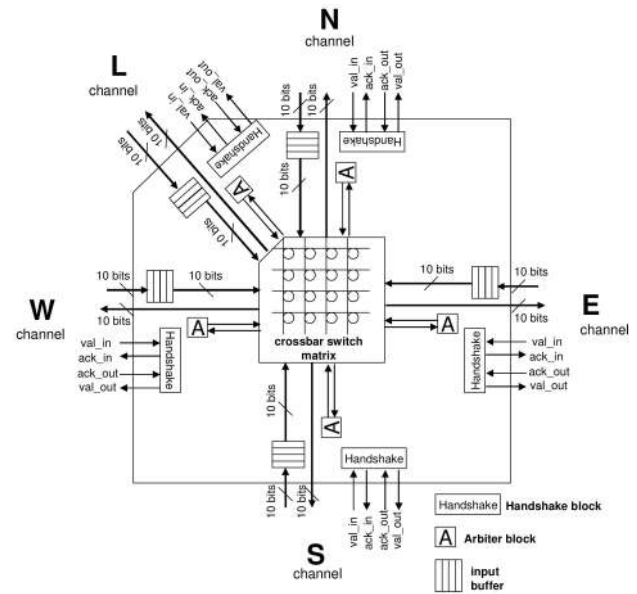 N
channel
L
channel
val_in
ack_in
ack_out
val_out
Handshake
val_in
ack_in
ack_out
val_out
Handshake
10 bits
10 bits
10 bits
10 bits
10 bits
10 bits
A
A
W
channel
10 bits
10 bits
10 bits
A
val_in
ack_in
ack_out
val_out
Handshake
crossbar switch
matrix
E
channel
10 bits
10 bits
10 bits
A
val_in
ack_in
ack_out
val_out
Handshake
10 bits
10 bits
10 bits
A
Handshake
val_in
ack_in
ack_out
val_out
S
channel
Handshake Handshake block
A Arbiter block
input
buffer